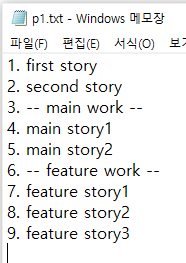 p1.txt - Windows 메모장
파일(F) 편집(E) 서식(O) 보기
1. first story
2. second story
3. -- main work --
4. main story1
5. main story2
6. -- feature work --
7. feature story1
8. feature story2
9. feature story3